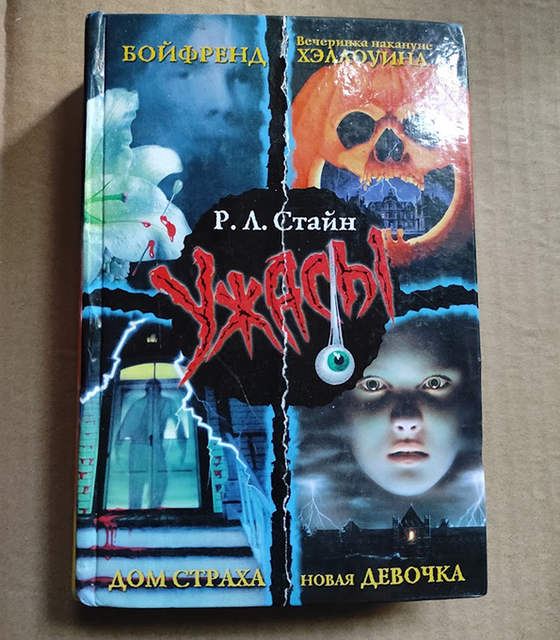 БОЙФРЕНД
Вечеринка накануне
ХЭЛЛОУИНА
Р. Л. Стайн
УЖАСЫ
ДОМ СТРАХА
НОВАЯ ДЕВОЧКА